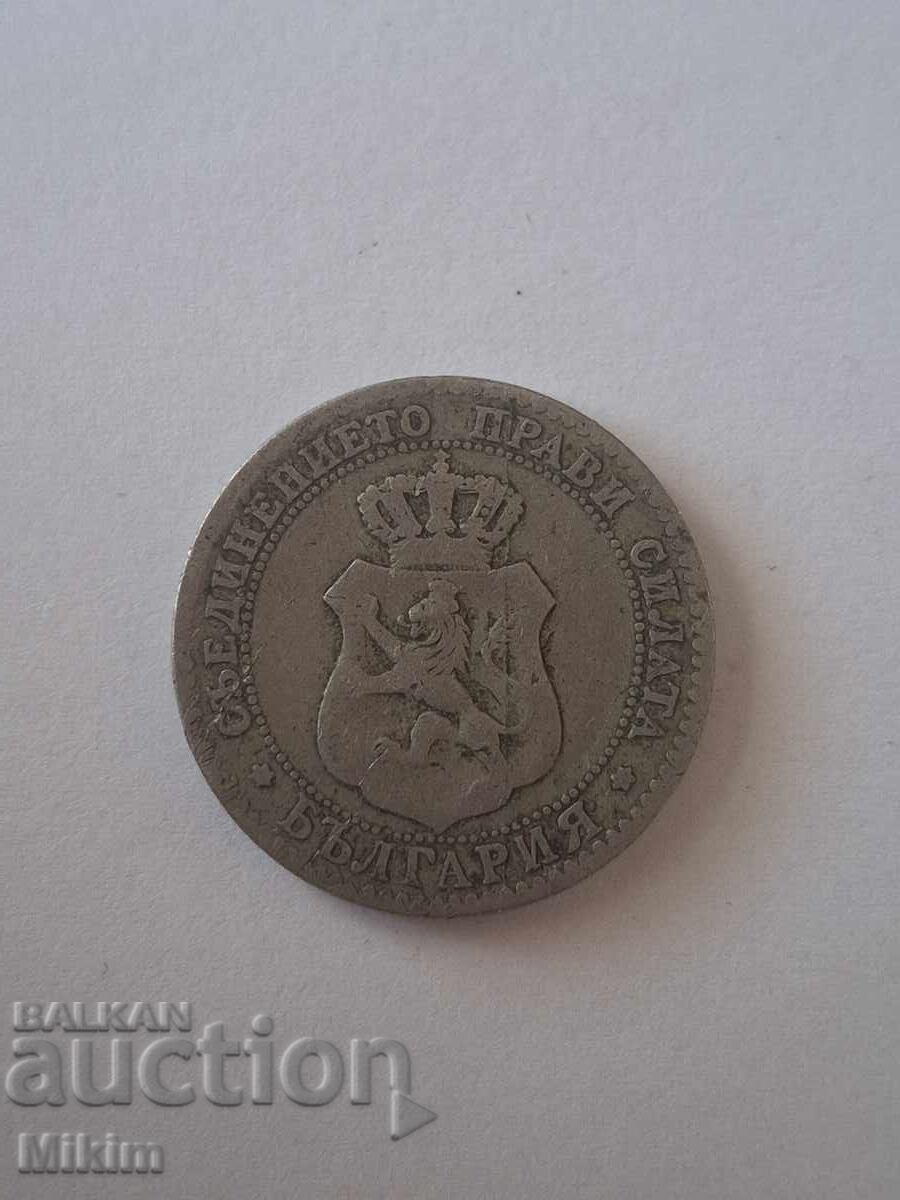 СЪЕДИНЕНИЕТО ПРАВИ СИЛАТА
* БЪЛГАРИЯ *
BALKAN
auction
Mikim